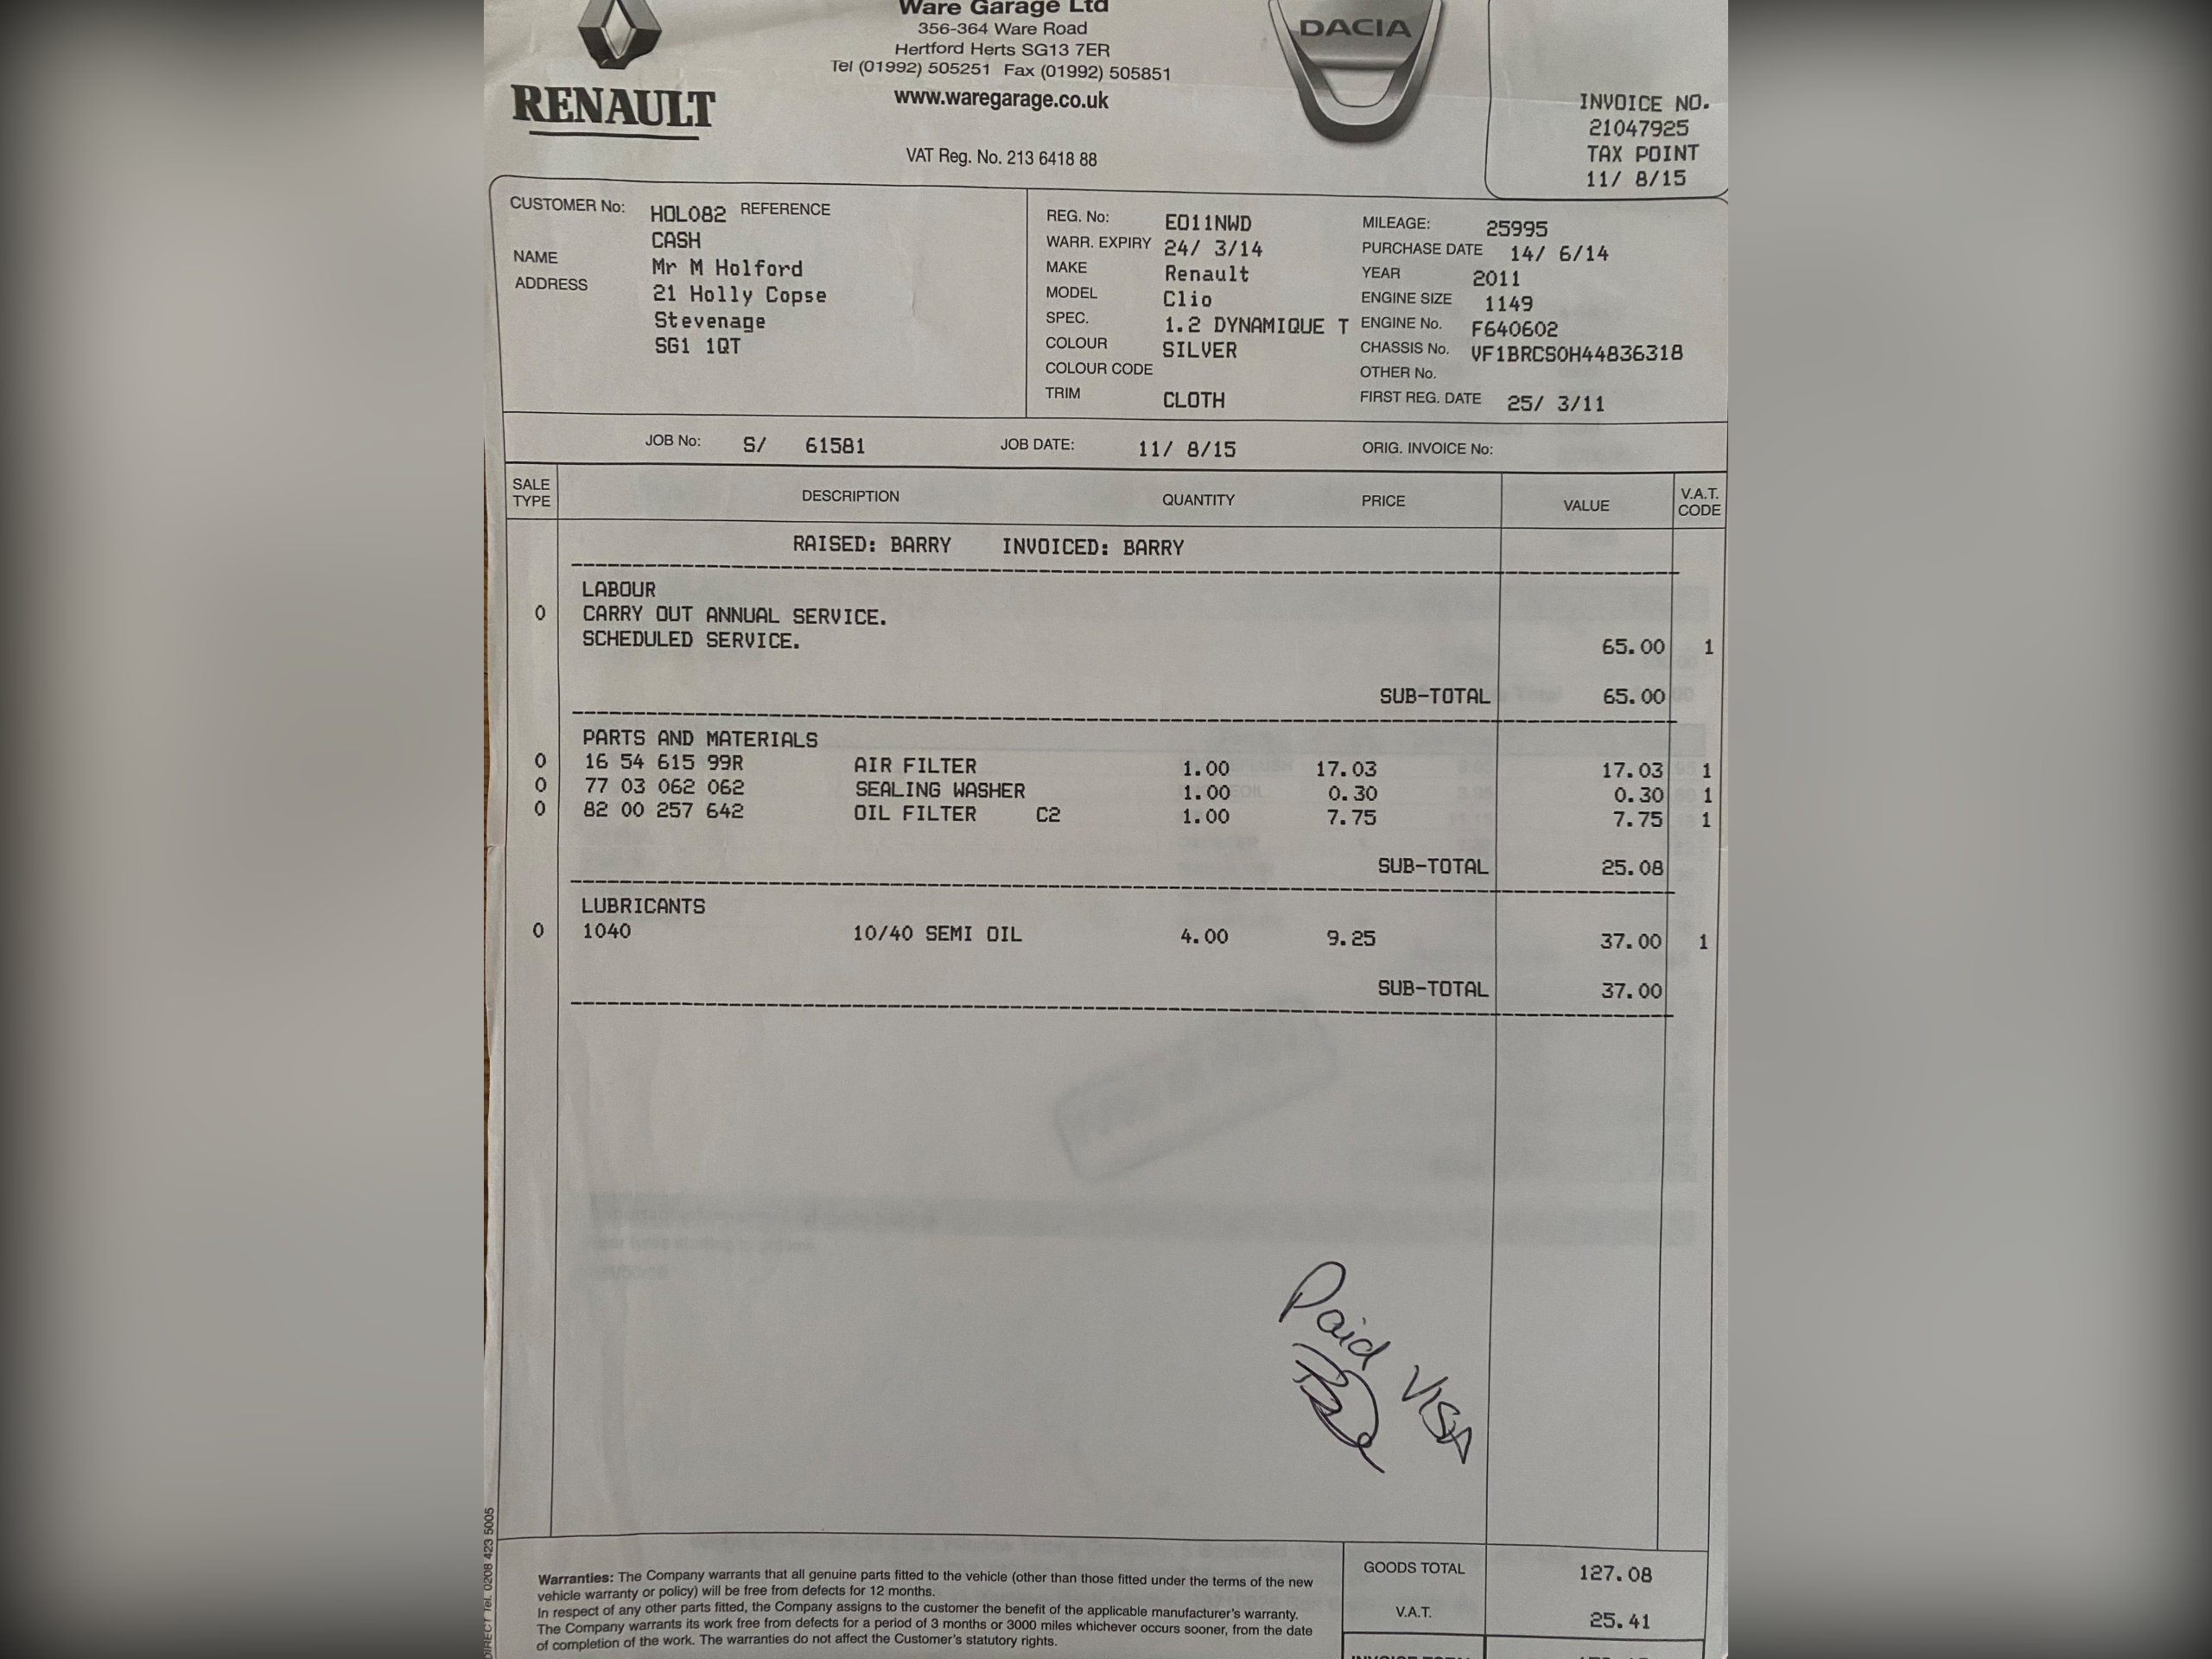 Ware Garage Ltd
356-364 Ware Road
Hertford Herts SG13 7ER
Tel (01992) 505251 Fax (01992) 505851
www.waregarage.co.uk
VAT Reg. No. 213 6418 88
RENAULT
DACIA
INVOICE NO.
21047925
TAX POINT
11/ 8/15
CUSTOMER No: HOL082 REFERENCE
CASH
NAME Mr M Holford
ADDRESS 21 Holly Copse
Stevenage
SG1 1QT
REG. No: EO11NWD MILEAGE: 25995
WARR. EXPIRY 24/ 3/14 PURCHASE DATE 14/ 6/14
MAKE Renault YEAR 2011
MODEL Clio ENGINE SIZE 1149
SPEC. 1.2 DYNAMIQUE T ENGINE No. F640602
COLOUR SILVER CHASSIS No. VF1BRCS0H44836318
COLOUR CODE OTHER No.
TRIM CLOTH FIRST REG. DATE 25/ 3/11
JOB No: S/ 61581 JOB DATE: 11/ 8/15 ORIG. INVOICE No:
SALE TYPE DESCRIPTION QUANTITY PRICE VALUE V.A.T. CODE
RAISED: BARRY INVOICED: BARRY
LABOUR
0 CARRY OUT ANNUAL SERVICE.
SCHEDULED SERVICE. 65.00 1
SUB-TOTAL 65.00
PARTS AND MATERIALS
0 16 54 615 99R AIR FILTER 1.00 17.03 17.03 1
0 77 03 062 062 SEALING WASHER 1.00 0.30 0.30 1
0 82 00 257 642 OIL FILTER C2 1.00 7.75 7.75 1
SUB-TOTAL 25.08
LUBRICANTS
0 1040 10/40 SEMI OIL 4.00 9.25 37.00 1
SUB-TOTAL 37.00
Paid VISA
Warranties: The Company warrants that all genuine parts fitted to the vehicle (other than those fitted under the terms of the new
vehicle warranty or policy) will be free from defects for 12 months.
In respect of any other parts fitted, the Company assigns to the customer the benefit of the applicable manufacturer's warranty.
The Company warrants its work free from defects for a period of 3 months or 3000 miles whichever occurs sooner, from the date
of completion of the work. The warranties do not affect the Customer's statutory rights.
GOODS TOTAL 127.08
V.A.T. 25.41
DIRECT Tel. 0208 423 5005